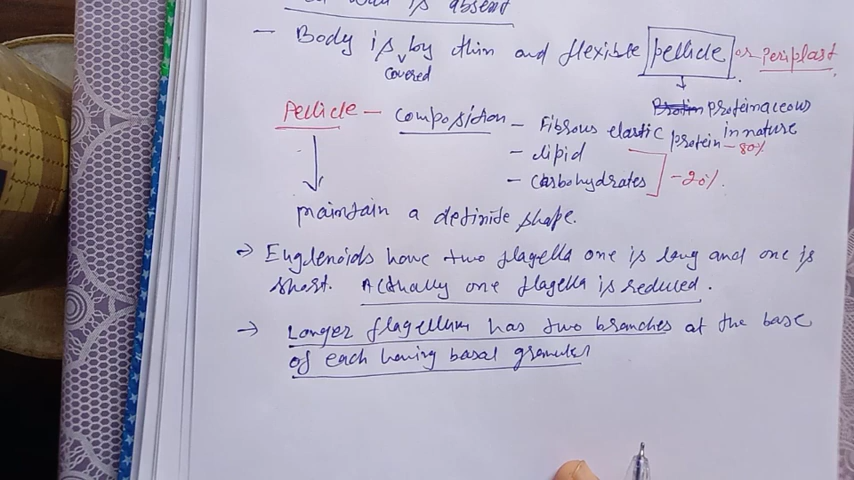 is absent
- Body is by thin and flexible pellicle or periplast.
covered
Protin proteinaceous in nature
Pellicle - composition - Fibrous elastic protein - 80%
- lipid
- carbohydrates - 20%.
maintain a definite shape.
→ Euglenoids have two flagella one is long and one is
short. Actually one flagella is reduced.
→ Longer flagellum has two branches at the base
of each having basal granules